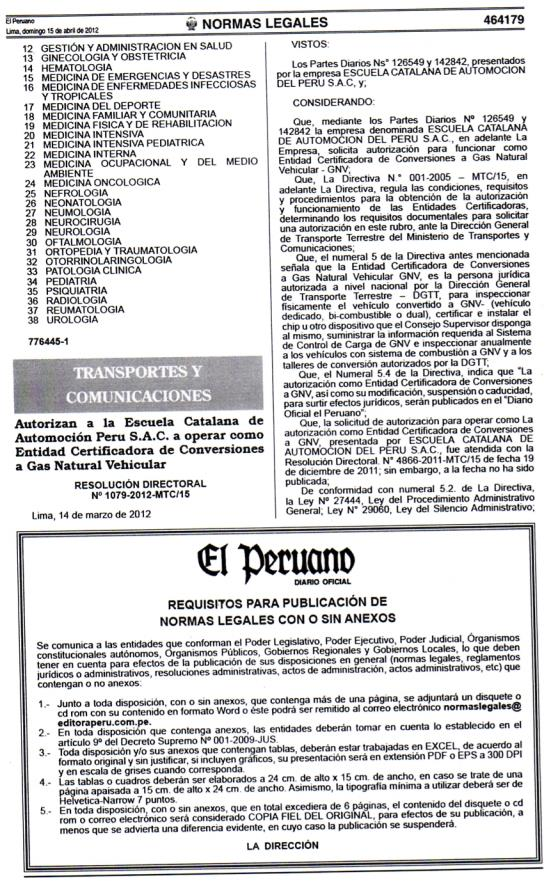 El Peruano
Lima, domingo 15 de abril de 2012
NORMAS LEGALES
464179
12 GESTIÓN Y ADMINISTRACION EN SALUD
13 GINECOLOGIA Y OBSTETRICIA
14 HEMATOLOGIA
15 MEDICINA DE EMERGENCIAS Y DESASTRES
16 MEDICINA DE ENFERMEDADES INFECCIOSAS
Y TROPICALES
17 MEDICINA DEL DEPORTE
18 MEDICINA FAMILIAR Y COMUNITARIA
19 MEDICINA FISICA Y DE REHABILITACION
20 MEDICINA INTENSIVA
21 MEDICINA INTENSIVA PEDIATRICA
22 MEDICINA INTERNA
23 MEDICINA OCUPACIONAL Y DEL MEDIO
AMBIENTE
24 MEDICINA ONCOLOGICA
25 NEFROLOGIA
26 NEONATOLOGIA
27 NEUMOLOGIA
28 NEUROCIRUGIA
29 NEUROLOGIA
30 OFTALMOLOGIA
31 ORTOPEDIA Y TRAUMATOLOGIA
32 OTORRINOLARINGOLOGIA
33 PATOLOGIA CLINICA
34 PEDIATRIA
35 PSIQUIATRIA
36 RADIOLOGIA
37 REUMATOLOGIA
38 UROLOGIA
776445-1
TRANSPORTES Y
COMUNICACIONES
Autorizan a la Escuela Catalana de
Automoción Peru S.A.C. a operar como
Entidad Certificadora de Conversiones
a Gas Natural Vehicular
RESOLUCIÓN DIRECTORAL
Nº 1079-2012-MTC/15
Lima, 14 de marzo de 2012
VISTOS:
Los Partes Diarios Ns° 126549 y 142842, presentados
por la empresa ESCUELA CATALANA DE AUTOMOCION
DEL PERU S.A.C, y;
CONSIDERANDO:
Que, mediante los Partes Diarios Nº 126549 y
142842 la empresa denominada ESCUELA CATALANA
DE AUTOMOCION DEL PERU S.A.C., en adelante La
Empresa, solicita autorización para funcionar como
Entidad Certificadora de Conversiones a Gas Natural
Vehicular - GNV;
Que, La Directiva N.° 001-2005 – MTC/15, en
adelante La Directiva, regula las condiciones, requisitos
y procedimientos para la obtención de la autorización
y funcionamiento de las Entidades Certificadoras,
determinando los requisitos documentales para solicitar
una autorización en este rubro, ante la Dirección General
de Transporte Terrestre del Ministerio de Transportes y
Comunicaciones;
Que, el numeral 5 de la Directiva antes mencionada
señala que la Entidad Certificadora de Conversiones
a Gas Natural Vehicular GNV, es la persona jurídica
autorizada a nivel nacional por la Dirección General
de Transporte Terrestre – DGTT, para inspeccionar
físicamente el vehículo convertido a GNV- (vehículo
dedicado, bi-combustible o dual), certificar e instalar el
chip u otro dispositivo que el Consejo Supervisor disponga
al mismo, suministrar la información requerida al Sistema
de Control de Carga de GNV e inspeccionar anualmente
a los vehículos con sistema de combustión a GNV y a los
talleres de conversión autorizados por la DGTT;
Que, el Numeral 5.4 de la Directiva, indica que "La
autorización como Entidad Certificadora de Conversiones
a GNV, así como su modificación, suspensión o caducidad,
para surtir efectos jurídicos, serán publicados en el "Diario
Oficial el Peruano";
Que, la solicitud de autorización para operar como La
autorización como Entidad Certificadora de Conversiones
a GNV, presentada por ESCUELA CATALANA DE
AUTOMOCION DEL PERU S.A.C., fue atendida con la
Resolución Directoral. N° 4866-2011-MTC/15 de fecha 19
de diciembre de 2011; sin embargo, a la fecha no ha sido
publicada;
De conformidad con numeral 5.2. de La Directiva,
la Ley Nº 27444, Ley del Procedimiento Administrativo
General; Ley N° 29060, Ley del Silencio Administrativo;
El Peruano
DIARIO OFICIAL
REQUISITOS PARA PUBLICACIÓN DE
NORMAS LEGALES CON O SIN ANEXOS
Se comunica a las entidades que conforman el Poder Legislativo, Poder Ejecutivo, Poder Judicial, Órganismos
constitucionales autónomos, Organismos Públicos, Gobiernos Regionales y Gobiernos Locales, lo que deben
tener en cuenta para efectos de la publicación de sus disposiciones en general (normas legales, reglamentos
jurídicos o administrativos, resoluciones administrativas, actos de administración, actos administrativos, etc) que
contengan o no anexos:
1.- Junto a toda disposición, con o sin anexos, que contenga más de una página, se adjuntará un disquete o
cd rom con su contenido en formato Word o éste podrá ser remitido al correo electrónico normaslegales@
editoraperu.com.pe.
2.- En toda disposición que contenga anexos, las entidades deberán tomar en cuenta lo establecido en el
artículo 9º del Decreto Supremo Nº 001-2009-JUS.
3.- Toda disposición y/o sus anexos que contengan tablas, deberán estar trabajadas en EXCEL, de acuerdo al
formato original y sin justificar, si incluyen gráficos, su presentación será en extensión PDF o EPS a 300 DPI
y en escala de grises cuando corresponda.
4.- Las tablas o cuadros deberán ser elaborados a 24 cm. de alto x 15 cm. de ancho, en caso se trate de una
página apaisada a 15 cm. de alto x 24 cm. de ancho. Asimismo, la tipografía mínima a utilizar deberá ser de
Helvetica-Narrow 7 puntos.
5.- En toda disposición, con o sin anexos, que en total excediera de 6 páginas, el contenido del disquete o cd
rom o correo electrónico será considerado COPIA FIEL DEL ORIGINAL, para efectos de su publicación, a
menos que se advierta una diferencia evidente, en cuyo caso la publicación se suspenderá.
LA DIRECCIÓN